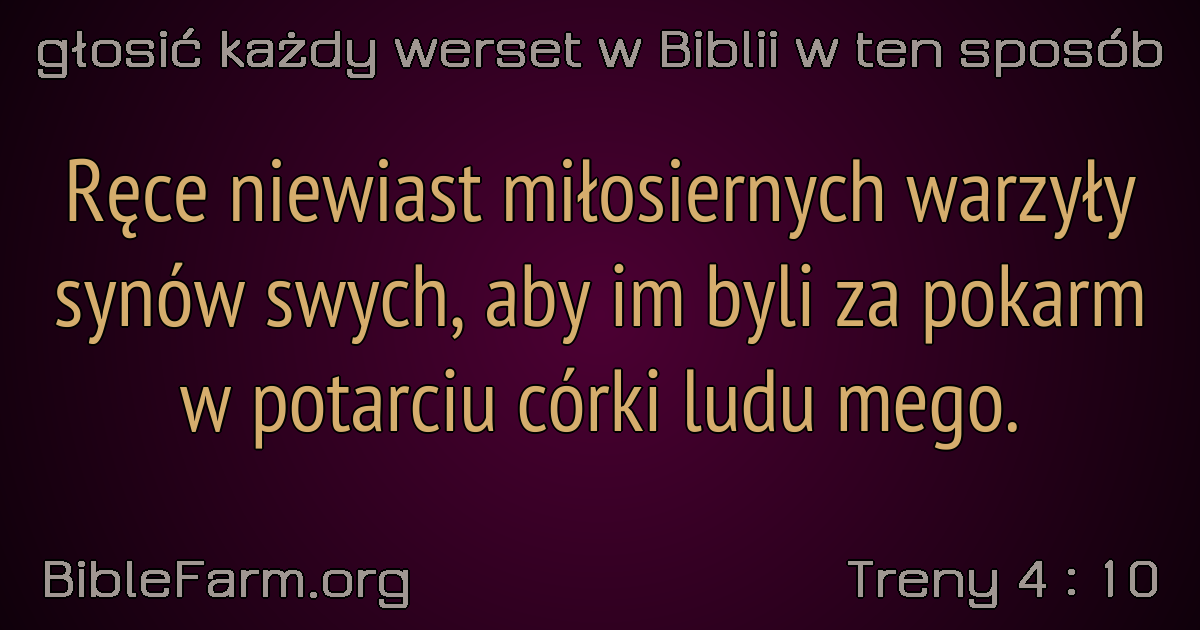 głosić każdy werset w Biblii w ten sposób
Ręce niewiast miłosiernych warzyły
synów swych, aby im byli za pokarm
w potarciu córki ludu mego.
BibleFarm.org
Treny 4 : 10